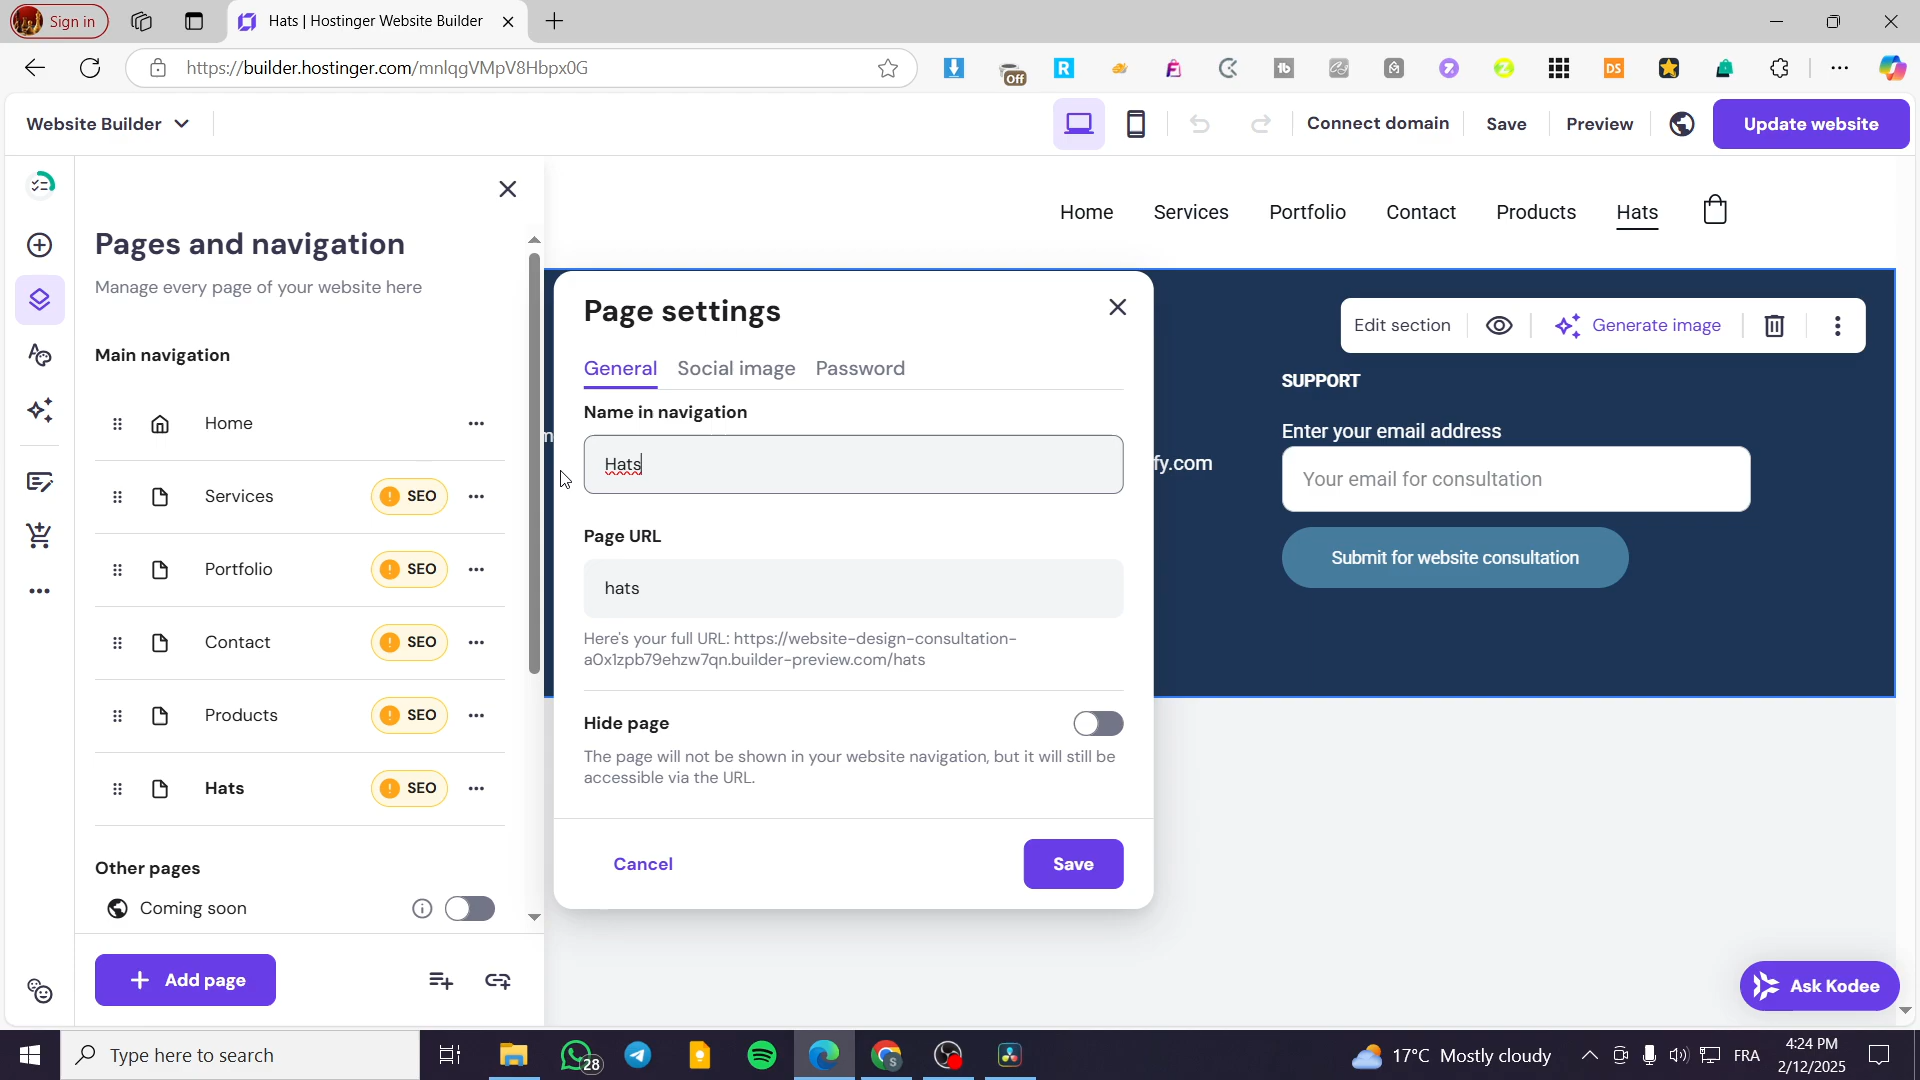 Sign in
Hats | Hostinger Website Builder
https://builder.hostinger.com/mnlqgVMpV8Hbpx0G
Off
Website Builder
Connect domain
Save
Preview
Update website
Pages and navigation
Manage every page of your website here
Main navigation
Home
Services
SEO
Portfolio
SEO
Contact
SEO
Products
SEO
Hats
SEO
Other pages
Coming soon
Add page
Home
Services
Portfolio
Contact
Products
Hats
Page settings
General
Social image
Password
Name in navigation
Hats
Page URL
hats
Here's your full URL: https://website-design-consultation-
a0x1zpb79ehzw7qn.builder-preview.com/hats
Hide page
The page will not be shown in your website navigation, but it will still be
accessible via the URL.
Cancel
Save
Edit section
Generate image
SUPPORT
Enter your email address
fy.com
Your email for consultation
Submit for website consultation
Ask Kodee
Type here to search
28
17°C Mostly cloudy
FRA
4:24 PM
2/12/2025